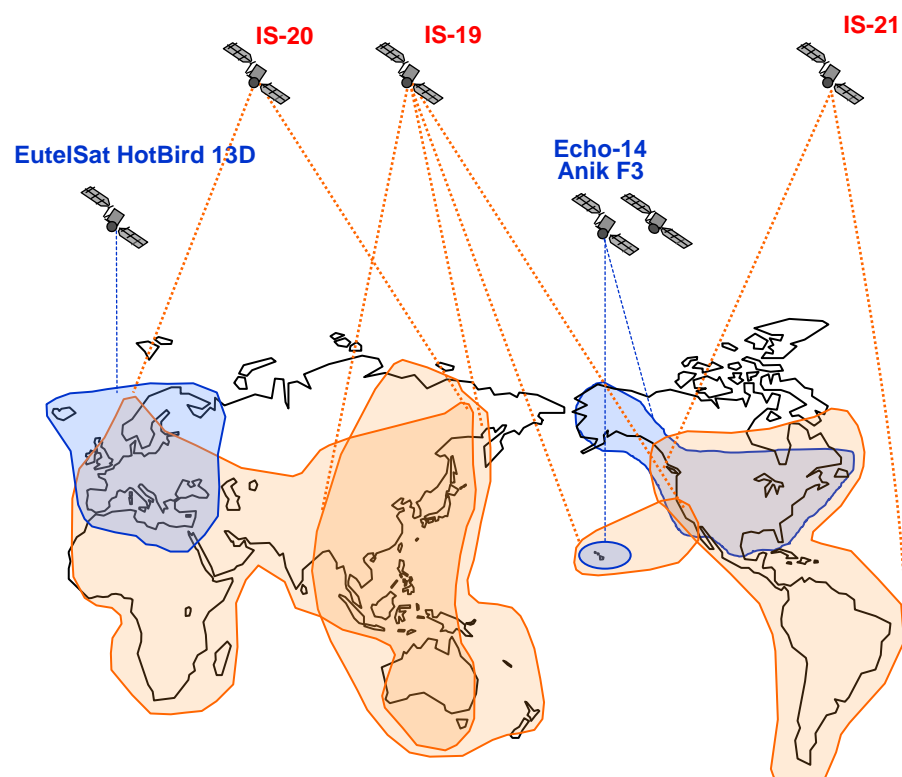 IS-20
IS-19
IS-21
EutelSat HotBird 13D
Echo-14
Anik F3